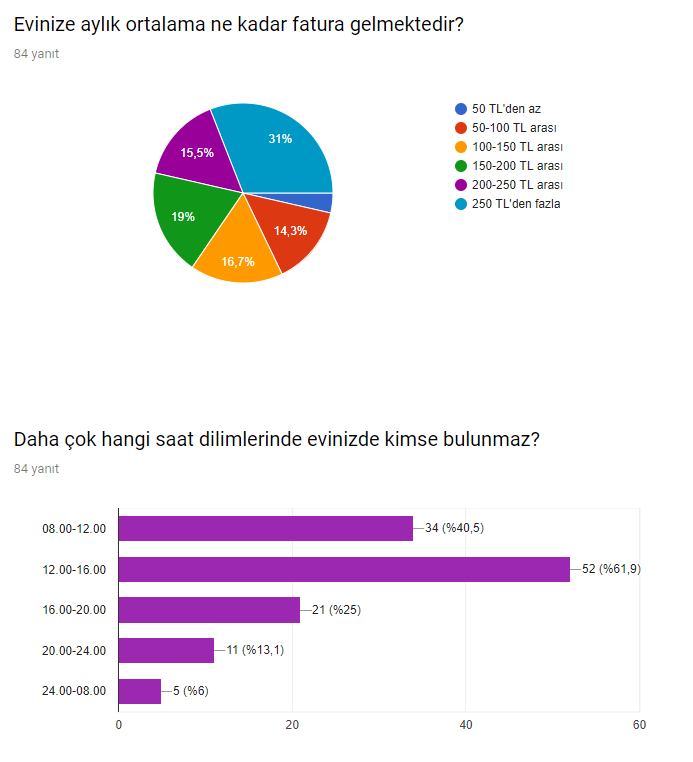 Evinize aylık ortalama ne kadar fatura gelmektedir?
84 yanıt
31%
15,5%
19%
16,7%
14,3%
50 TL'den az
50-100 TL arası
100-150 TL arası
150-200 TL arası
200-250 TL arası
250 TL'den fazla
Daha çok hangi saat dilimlerinde evinizde kimse bulunmaz?
84 yanıt
08.00-12.00 34 (%40,5)
12.00-16.00 52 (%61,9)
16.00-20.00 21 (%25)
20.00-24.00 11 (%13,1)
24.00-08.00 5 (%6)
0 20 40 60